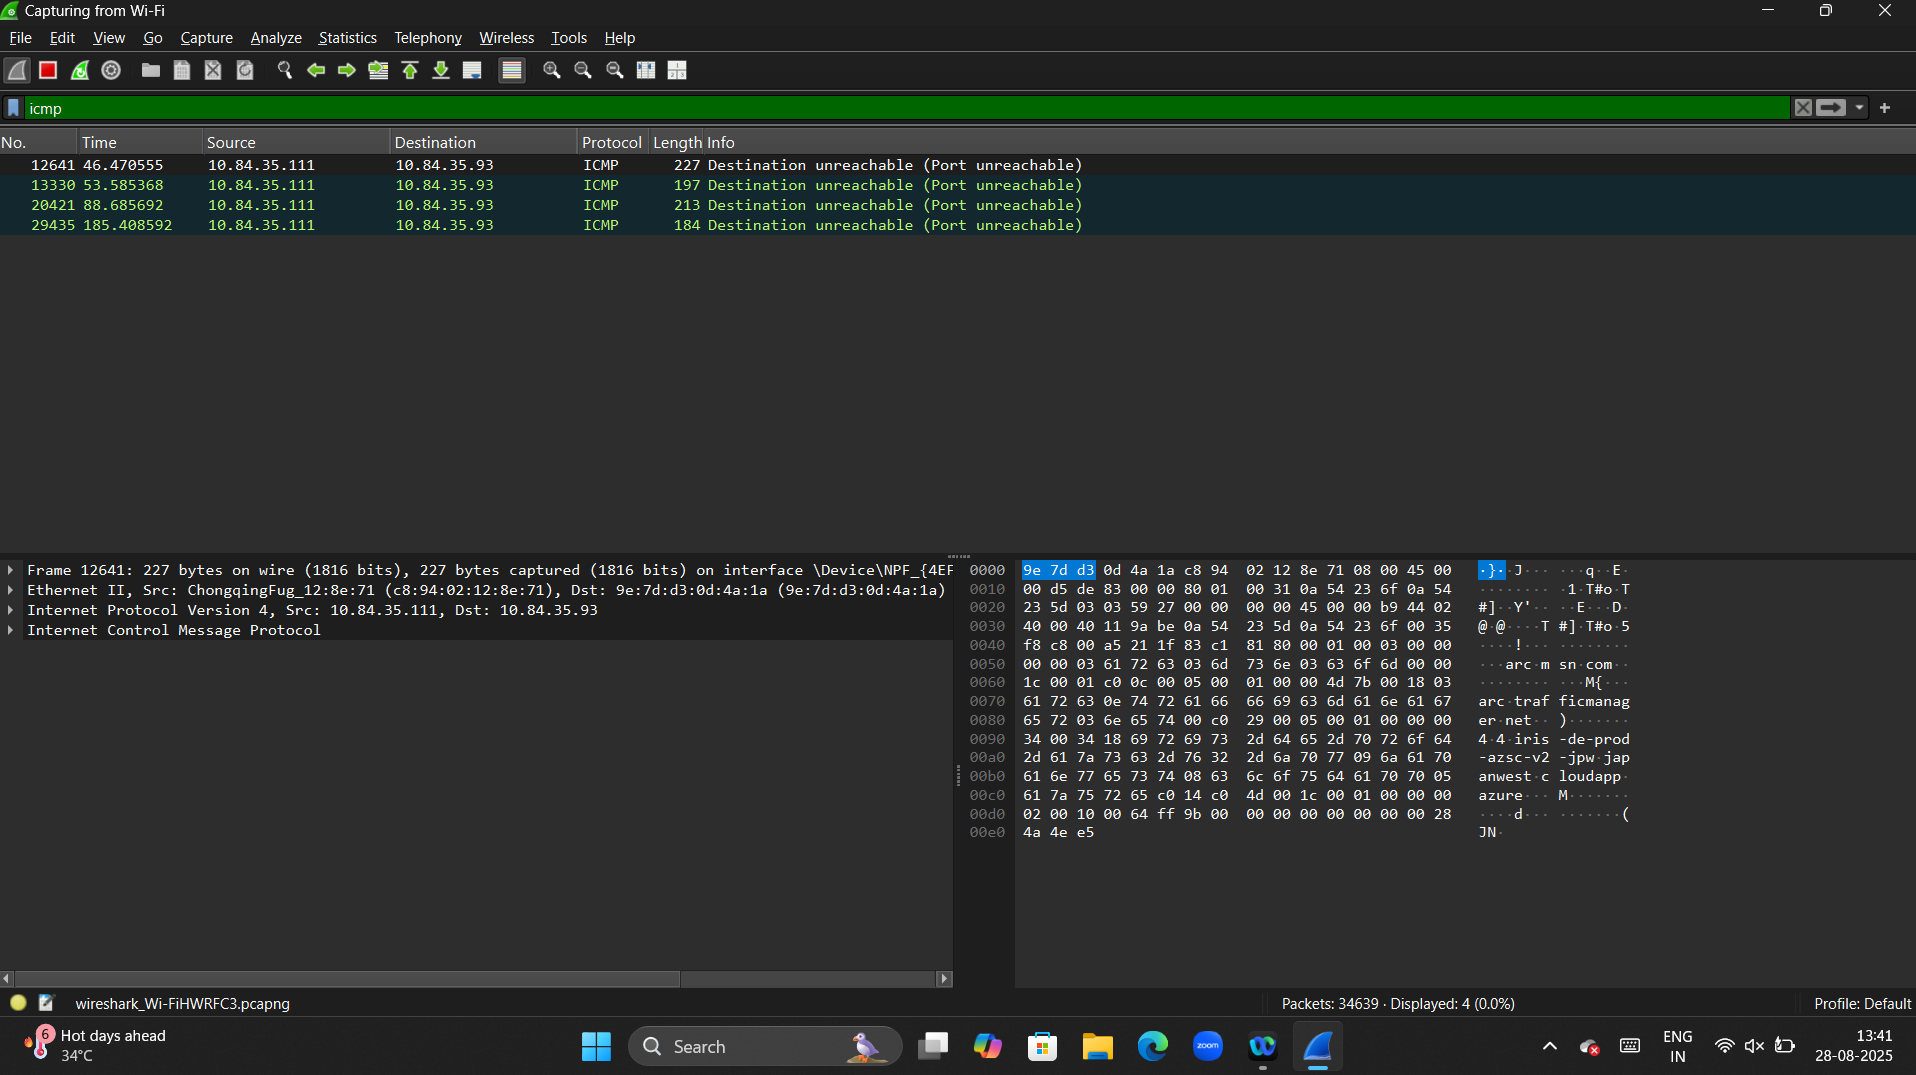 Capturing from Wi-Fi
File Edit View Go Capture Analyze Statistics Telephony Wireless Tools Help
icmp
No. Time Source Destination Protocol Length Info
12641 46.470555 10.84.35.111 10.84.35.93 ICMP 227 Destination unreachable (Port unreachable)
13330 53.585368 10.84.35.111 10.84.35.93 ICMP 197 Destination unreachable (Port unreachable)
20421 88.685692 10.84.35.111 10.84.35.93 ICMP 213 Destination unreachable (Port unreachable)
29435 185.408592 10.84.35.111 10.84.35.93 ICMP 184 Destination unreachable (Port unreachable)
Frame 12641: 227 bytes on wire (1816 bits), 227 bytes captured (1816 bits) on interface \Device\NPF_{4EF
Ethernet II, Src: ChongqingFug_12:8e:71 (c8:94:02:12:8e:71), Dst: 9e:7d:d3:0d:4a:1a (9e:7d:d3:0d:4a:1a)
Internet Protocol Version 4, Src: 10.84.35.111, Dst: 10.84.35.93
Internet Control Message Protocol
0000 9e 7d d3 0d 4a 1a c8 94 02 12 8e 71 08 00 45 00 ·}··J··· ···q··E·
0010 00 d5 de 83 00 00 80 01 00 31 0a 54 23 6f 0a 54 ········ ·1·T#o·T
0020 23 5d 03 03 59 27 00 00 00 00 45 00 00 b9 44 02 #]··Y'·· ··E···D·
0030 40 00 40 11 9a be 0a 54 23 5d 0a 54 23 6f 00 35 @·@····T #]·T#o·5
0040 f8 c8 00 a5 21 1f 83 c1 81 80 00 01 00 03 00 00 ····!··· ········
0050 00 00 03 61 72 63 03 6d 73 6e 03 63 6f 6d 00 00 ···arc·m sn·com··
0060 1c 00 01 c0 0c 00 05 00 01 00 00 4d 7b 00 18 03 ········ ···M{···
0070 61 72 63 0e 74 72 61 66 66 69 63 6d 61 6e 61 67 arc·traf ficmanag
0080 65 72 03 6e 65 74 00 c0 29 00 05 00 01 00 00 00 er·net·· )·······
0090 34 00 34 18 69 72 69 73 2d 64 65 2d 70 72 6f 64 4·4·iris -de-prod
00a0 2d 61 7a 73 63 2d 76 32 2d 6a 70 77 09 6a 61 70 -azsc-v2 -jpw·jap
00b0 61 6e 77 65 73 74 08 63 6c 6f 75 64 61 70 70 05 anwest·c loudapp·
00c0 61 7a 75 72 65 c0 14 c0 4d 00 1c 00 01 00 00 00 azure··· M·······
00d0 02 00 10 00 64 ff 9b 00 00 00 00 00 00 00 00 28 ····d··· ·······(
00e0 4a 4e e5 JN·
wireshark_Wi-FiHWRFC3.pcapng Packets: 34639 · Displayed: 4 (0.0%) Profile: Default
6 Hot days ahead
34°C
Search
zoom
ENG
IN
13:41
28-08-2025